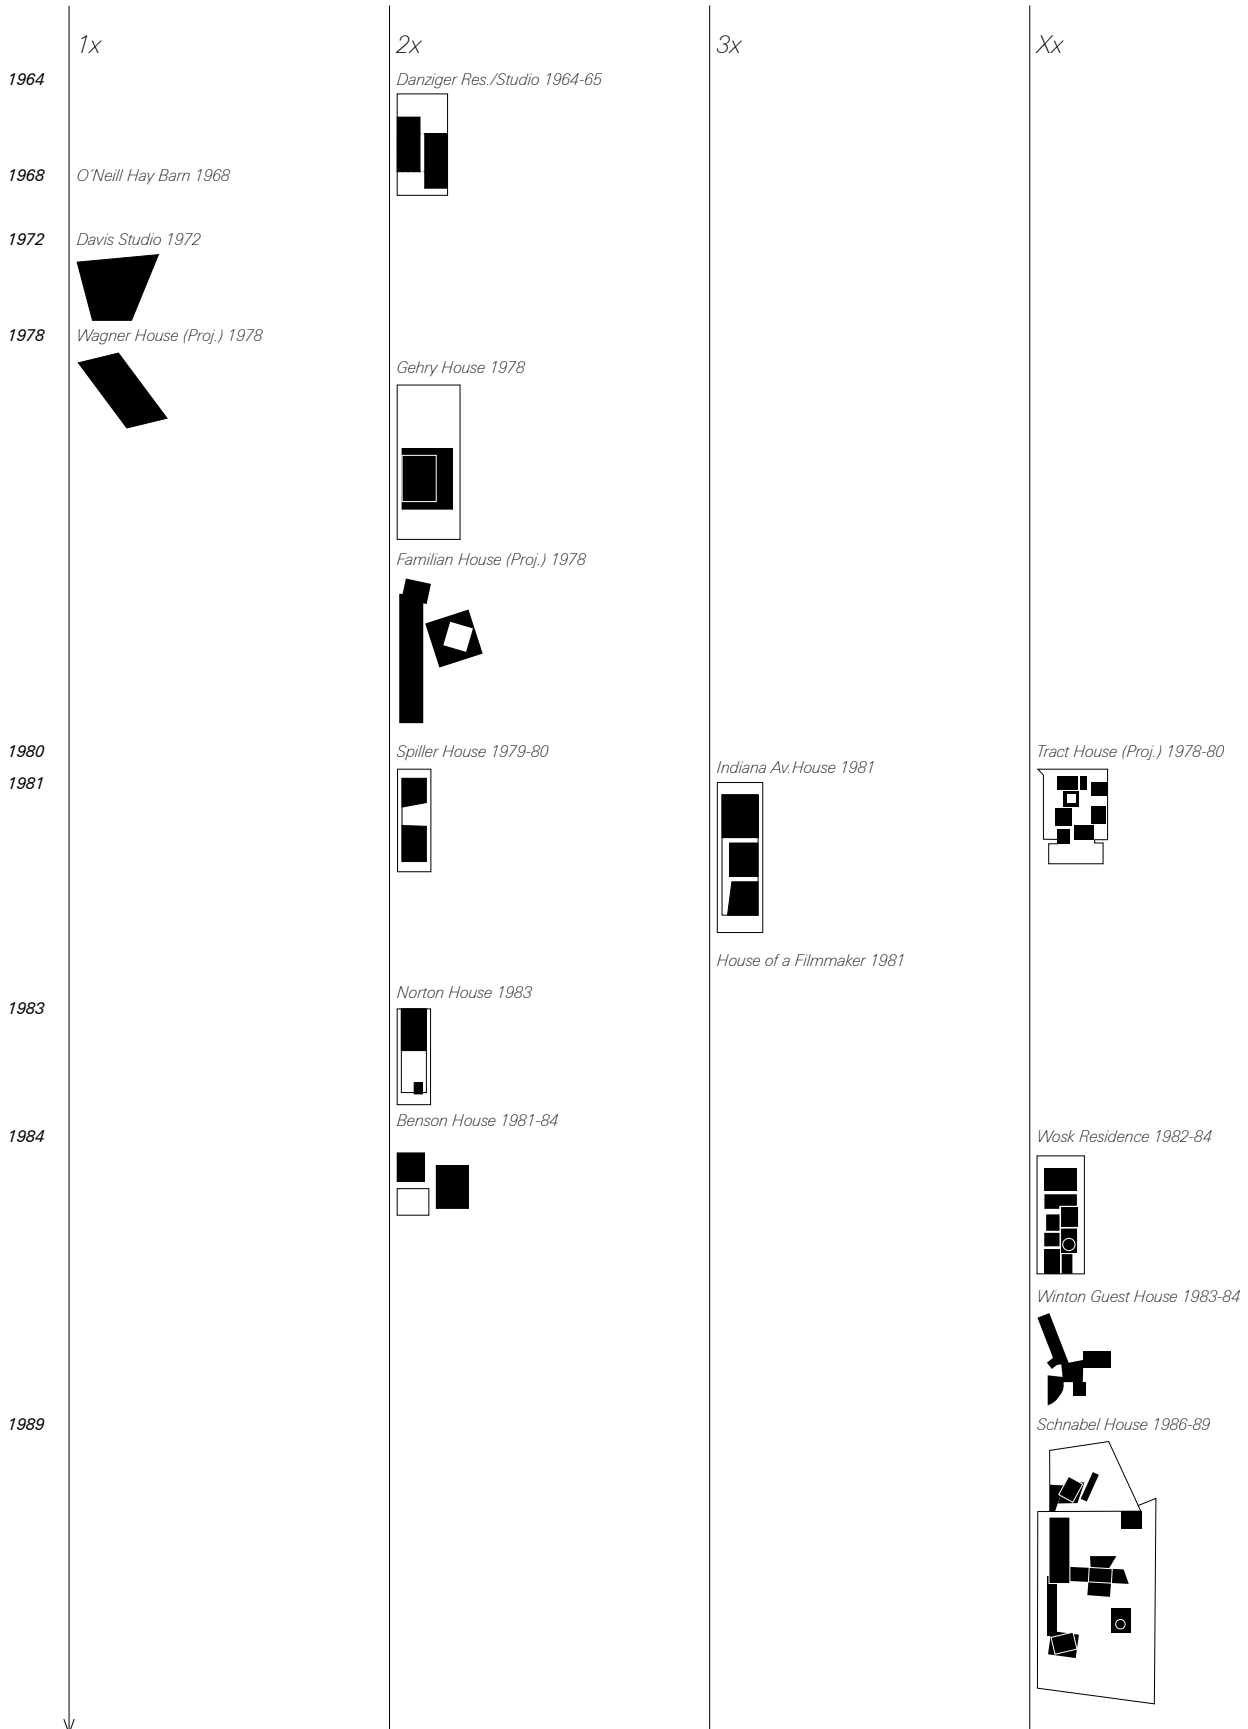 1x 2x 3x Xx
1964 Danziger Res./Studio 1964-65
1968 O´Neill Hay Barn 1968
1972 Davis Studio 1972
1978 Wagner House (Proj.) 1978
Gehry House 1978
Familian House (Proj.) 1978
1980 Spiller House 1979-80 Tract House (Proj.) 1978-80
Indiana Av.House 1981
1981
House of a Filmmaker 1981
Norton House 1983
1983
Benson House 1981-84
1984 Wosk Residence 1982-84
Winton Guest House 1983-84
1989 Schnabel House 1986-89